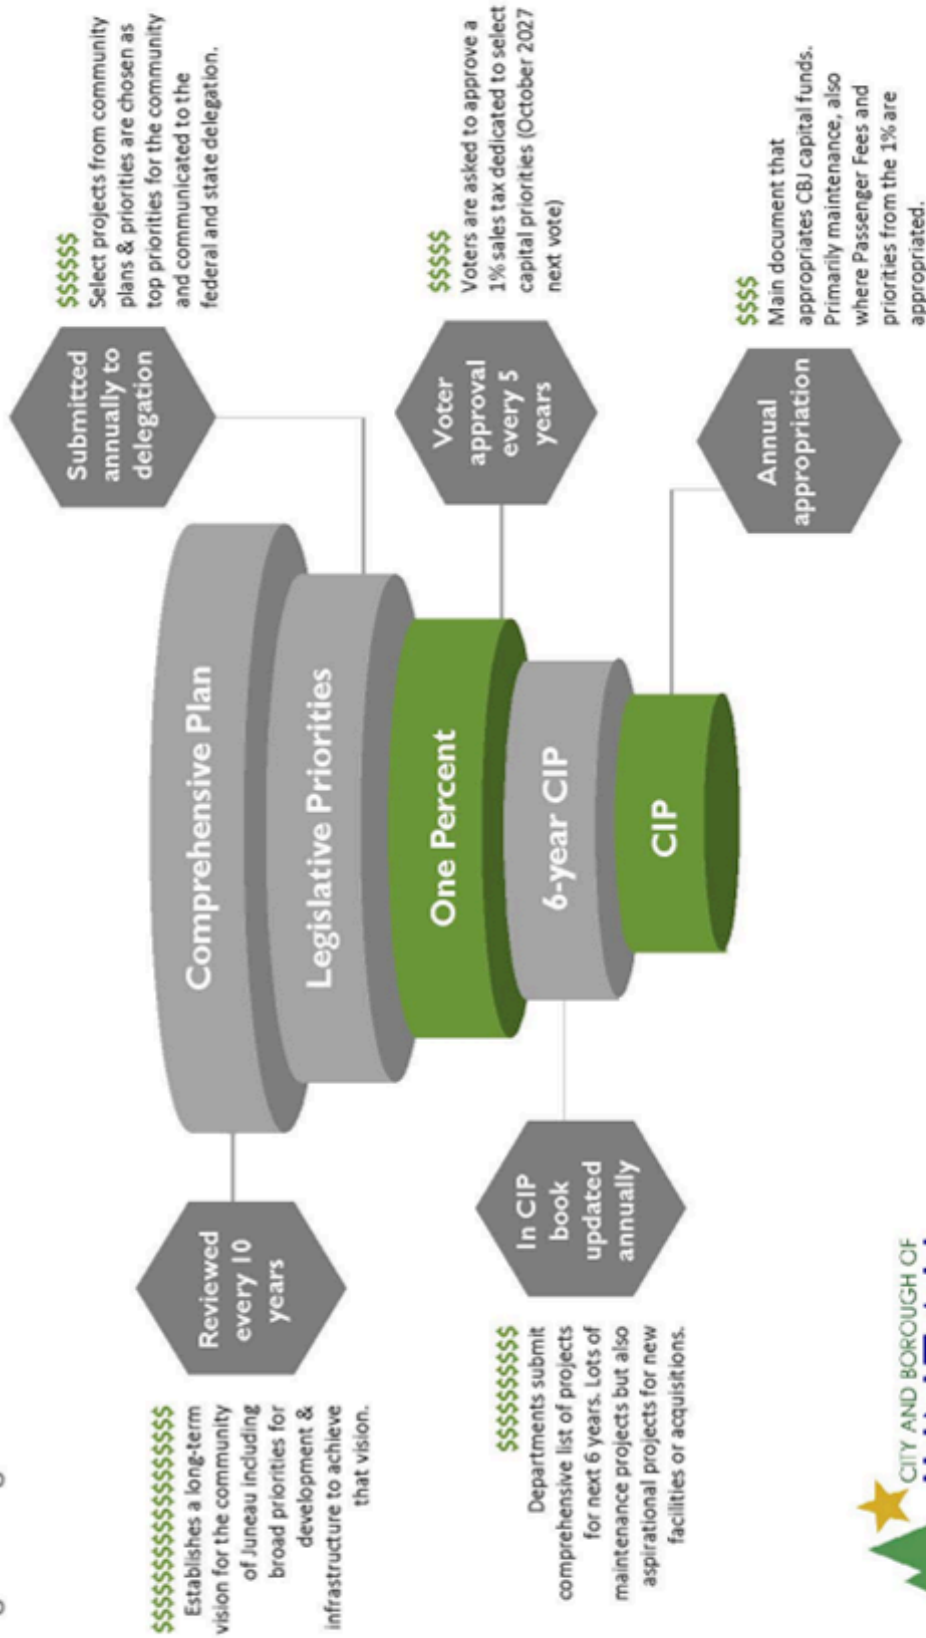 $$$$$$$$$$$$$$$$$$
Establishes a long-term
vision for the community
of Juneau including
broad priorities for
development &
infrastructure to achieve
that vision.
Reviewed
every 10
years
Comprehensive Plan
Legislative Priorities
One Percent
6-year CIP
CIP
Submitted
annually to
delegation
$$$$$$
Select projects from community
plans & priorities are chosen as
top priorities for the community
and communicated to the
federal and state delegation.
Voter
approval
every 5
years
$$$$$
Voters are asked to approve a
1% sales tax dedicated to select
capital priorities (October 2027
next vote)
$$$$$$$$$$
Departments submit
comprehensive list of projects
for next 6 years. Lots of
maintenance projects but also
aspirational projects for new
facilities or acquisitions.
In CIP
book
updated
annually
Annual
appropriation
$$$$
Main document that
appropriates CBJ capital funds.
Primarily maintenance, also
where Passenger Fees and
priorities from the 1% are
appropriated.
CITY AND BOROUGH OF